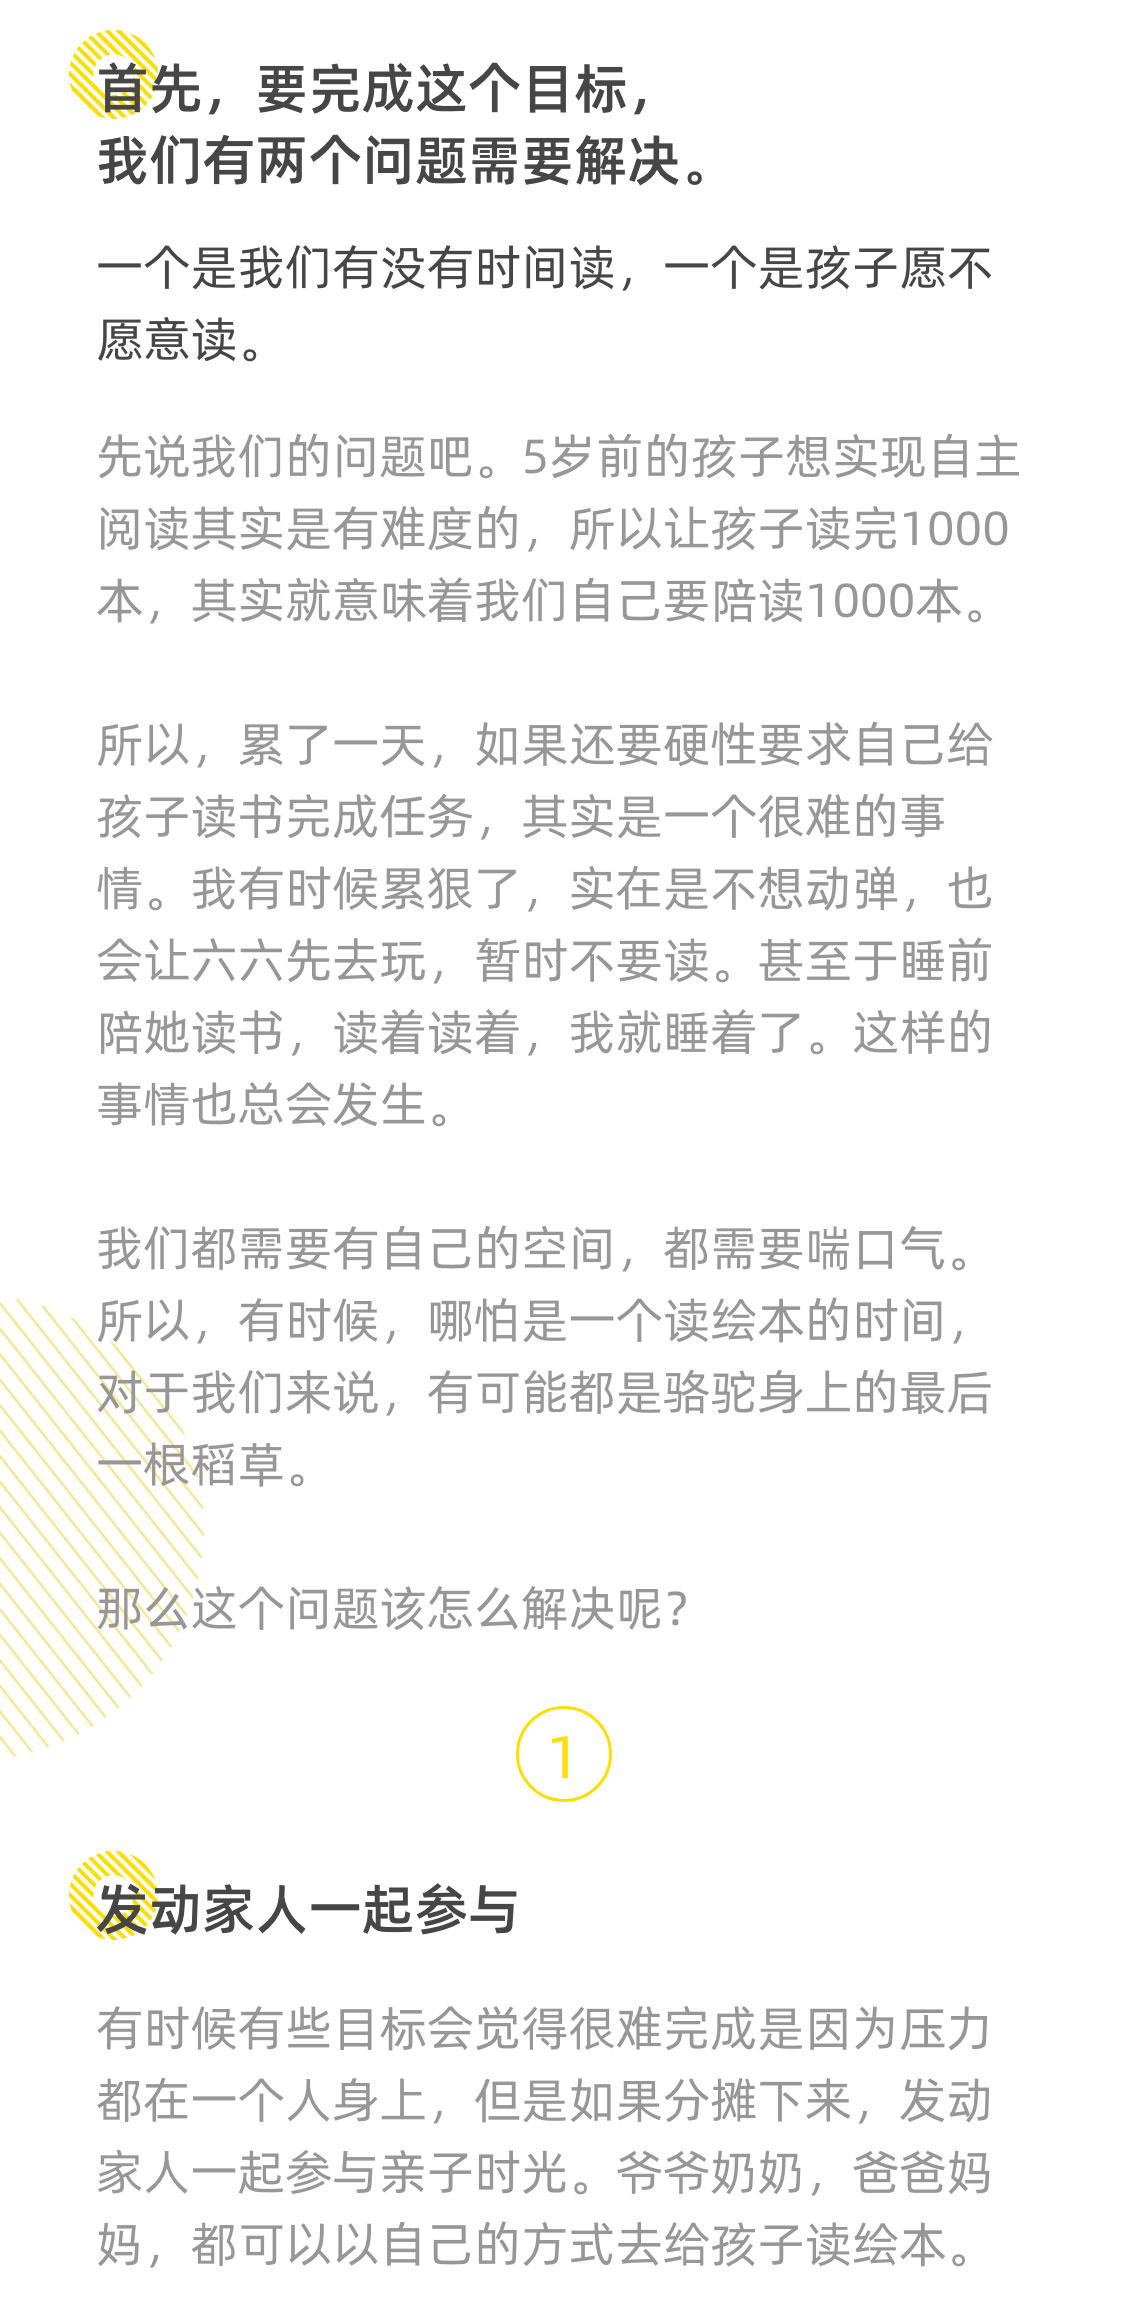 首先，要完成这个目标，
我们有两个问题需要解决。
一个是我们有没有时间读，一个是孩子愿不
愿意读。
先说我们的问题吧。5岁前的孩子想实现自主
阅读其实是有难度的，所以让孩子读完1000
本，其实就意味着我们自己要陪读1000本。
所以，累了一天，如果还要硬性要求自己给
孩子读书完成任务，其实是一个很难的事
情。我有时候累狠了，实在是不想动弹，也
会让六六先去玩，暂时不要读。甚至于睡前
陪她读书，读着读着，我就睡着了。这样的
事情也总会发生。
我们都需要有自己的空间，都需要喘口气。
所以，有时候，哪怕是一个读绘本的时间，
对于我们来说，有可能都是骆驼身上的最后
一根稻草。
那么这个问题该怎么解决呢？
1
发动家人一起参与
有时候有些目标会觉得很难完成是因为压力
都在一个人身上，但是如果分摊下来，发动
家人一起参与亲子时光。爷爷奶奶，爸爸妈
妈，都可以以自己的方式去给孩子读绘本。